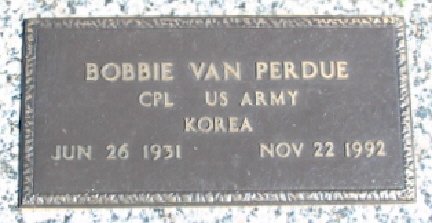 BOBBIE VAN PERDUE
CPL US ARMY
KOREA
JUN 26 1931 NOV 22 1992